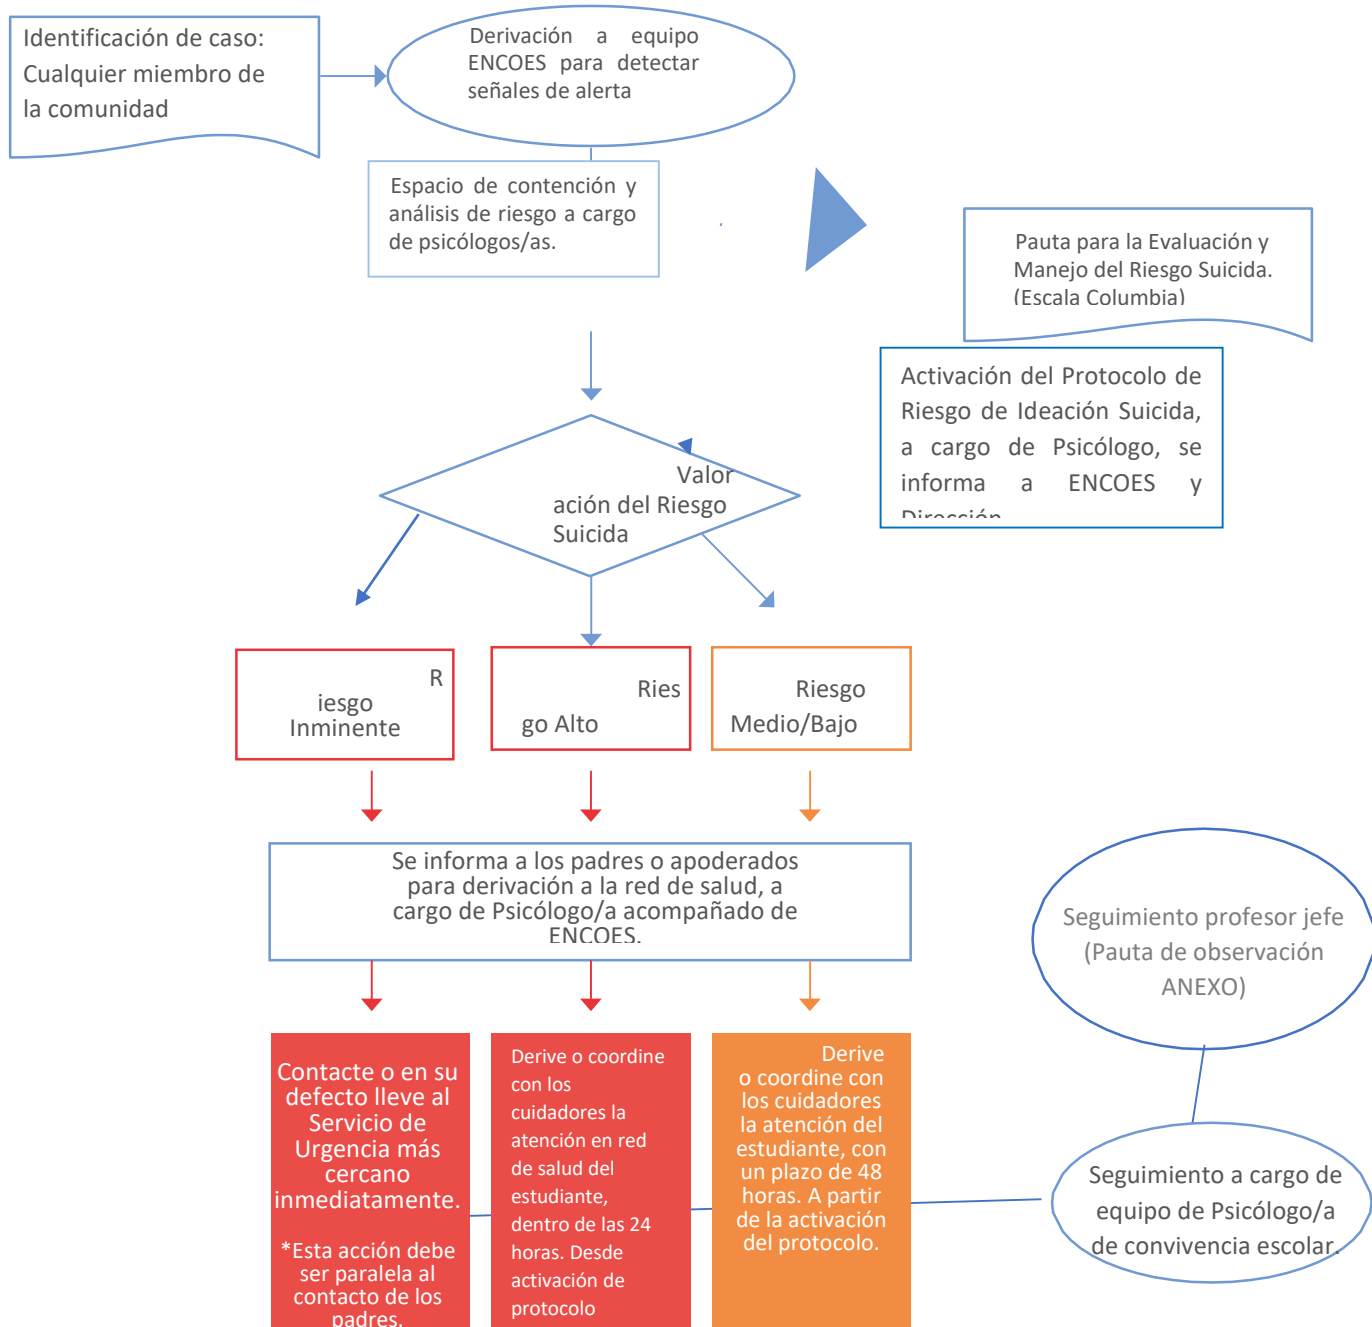 Identificación de caso:
Cualquier miembro de
la comunidad
Derivación a equipo
ENCOES para detectar
señales de alerta
Espacio de contención y
análisis de riesgo a cargo
de psicólogos/as.
Pauta para la Evaluación y
Manejo del Riesgo Suicida.
(Escala Columbia)
Activación del Protocolo de
Riesgo de Ideación Suicida,
a cargo de Psicólogo, se
informa a ENCOES y
Dirección
Valor
ación del Riesgo
Suicida
R
iesgo
Inminente
Ries
go Alto
Riesgo
Medio/Bajo
Se informa a los padres o apoderados
para derivación a la red de salud, a
cargo de Psicólogo/a acompañado de
ENCOES.
Seguimiento profesor jefe
(Pauta de observación
ANEXO)
Contacte o en su
defecto lleve al
Servicio de
Urgencia más
cercano
inmediatamente.
*Esta acción debe
ser paralela al
contacto de los
padres.
Derive o coordine
con los
cuidadores la
atención en red
de salud del
estudiante,
dentro de las 24
horas. Desde
activación de
protocolo
Derive
o coordine con
los cuidadores
la atención del
estudiante, con
un plazo de 48
horas. A partir
de la activación
del protocolo.
Seguimiento a cargo de
equipo de Psicólogo/a
de convivencia escolar.